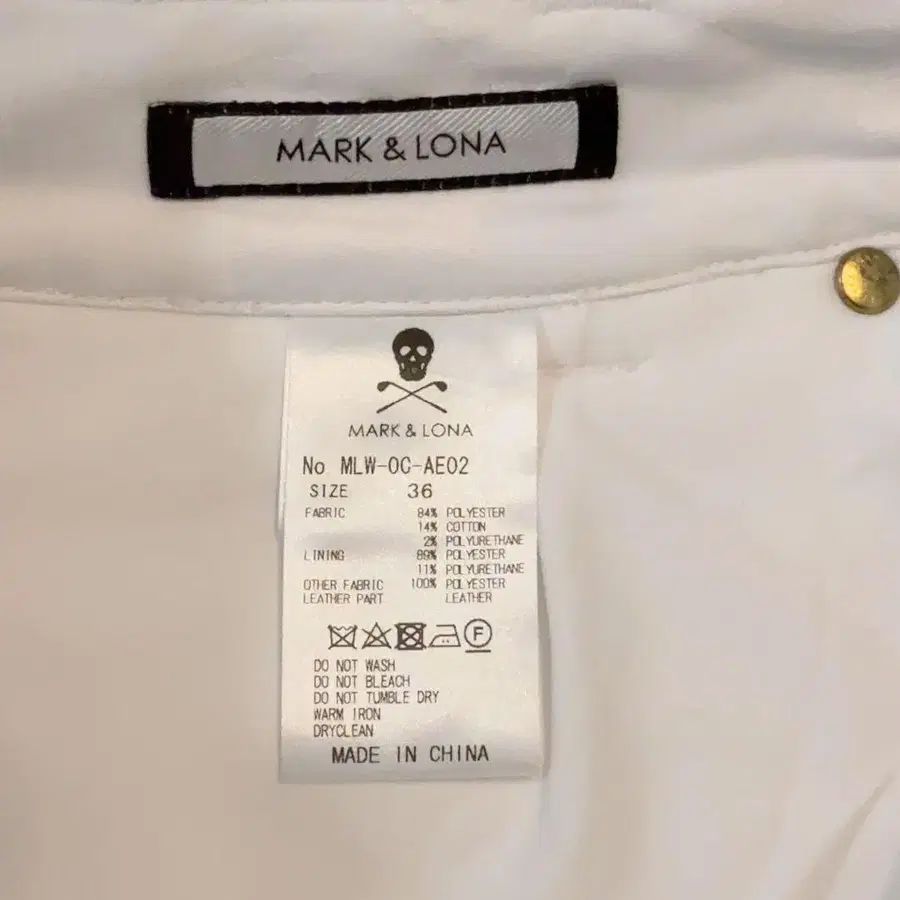 MARK & LONA
MARK & LONA
No MLW-0C-AE02
SIZE 36
FABRIC 84% POLYESTER
14% COTTON
2% POLYURETHANE
LINING 89% POLYESTER
11% POLYURETHANE
OTHER FABRIC 100% POLYESTER
LEATHER PART LEATHER
F
DO NOT WASH
DO NOT BLEACH
DO NOT TUMBLE DRY
WARM IRON
DRYCLEAN
MADE IN CHINA